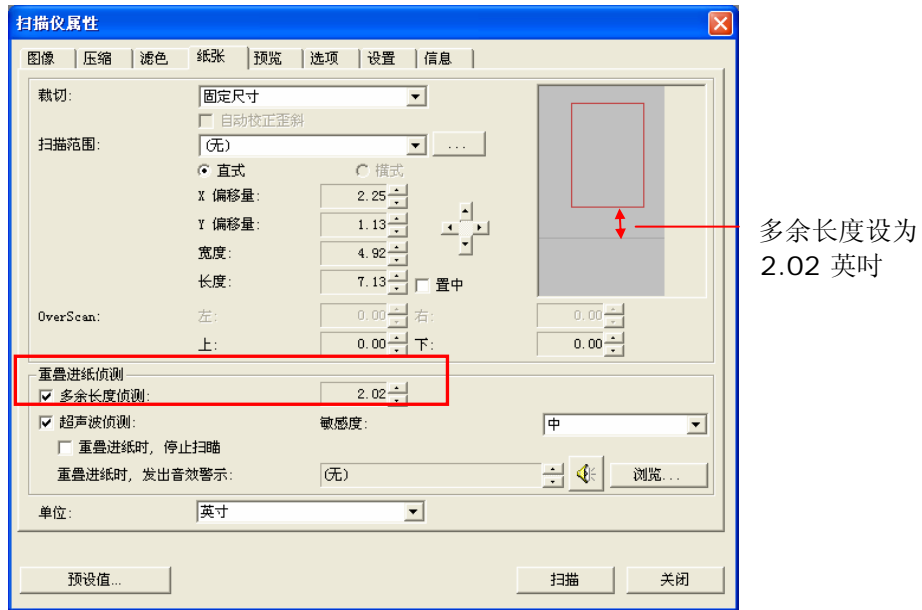 扫描仪属性
图像 压缩 滤色 纸张 预览 选项 设置 信息
裁切: 固定尺寸
自动校正歪斜
扫描范围: (无) ...
直式 横式
X 偏移量: 2.25
Y 偏移量: 1.13
宽度: 4.92
长度: 7.13 置中
OverScan: 左: 0.00 右: 0.00
上: 0.00 下: 0.00
重叠进纸侦测
多余长度侦测: 2.02
超声波侦测: 敏感度: 中
重叠进纸时, 停止扫瞄
重叠进纸时, 发出音效警示: (无) 浏览...
单位: 英寸
预设值... 扫描 关闭
多余长度设为
2.02 英吋